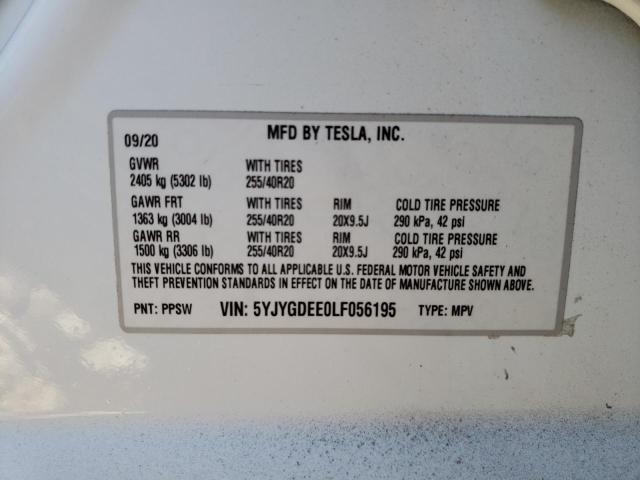 09/20 MFD BY TESLA, INC.
GVWR WITH TIRES
2405 kg (5302 lb) 255/40R20
GAWR FRT WITH TIRES RIM COLD TIRE PRESSURE
1363 kg (3004 lb) 255/40R20 20X9.5J 290 kPa, 42 psi
GAWR RR WITH TIRES RIM COLD TIRE PRESSURE
1500 kg (3306 lb) 255/40R20 20X9.5J 290 kPa, 42 psi
THIS VEHICLE CONFORMS TO ALL APPLICABLE U.S. FEDERAL MOTOR VEHICLE SAFETY AND
THEFT PREVENTION STANDARDS IN EFFECT ON THE DATE OF MANUFACTURE SHOWN ABOVE.
PNT: PPSW VIN: 5YJYGDEE0LF056195 TYPE: MPV